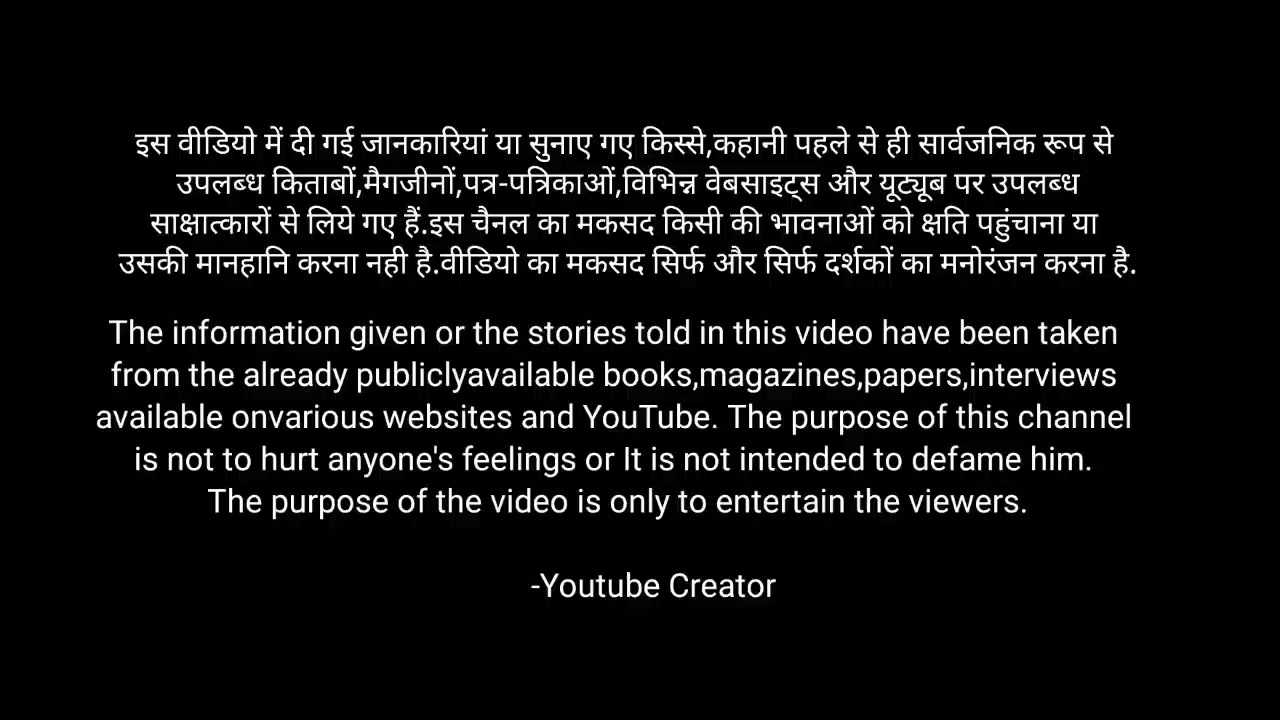 इस वीडियो में दी गई जानकारियां या सुनाए गए किस्से,कहानी पहले से ही सार्वजनिक रूप से
उपलब्ध किताबों,मैगजीनों,पत्र-पत्रिकाओं,विभिन्न वेबसाइट्स और यूट्यूब पर उपलब्ध
साक्षात्कारों से लिये गए हैं.इस चैनल का मकसद किसी की भावनाओं को क्षति पहुंचाना या
उसकी मानहानि करना नही है.वीडियो का मकसद सिर्फ और सिर्फ दर्शकों का मनोरंजन करना है.
The information given or the stories told in this video have been taken
from the already publiclyavailable books,magazines,papers,interviews
available onvarious websites and YouTube. The purpose of this channel
is not to hurt anyone's feelings or It is not intended to defame him.
The purpose of the video is only to entertain the viewers.
-Youtube Creator